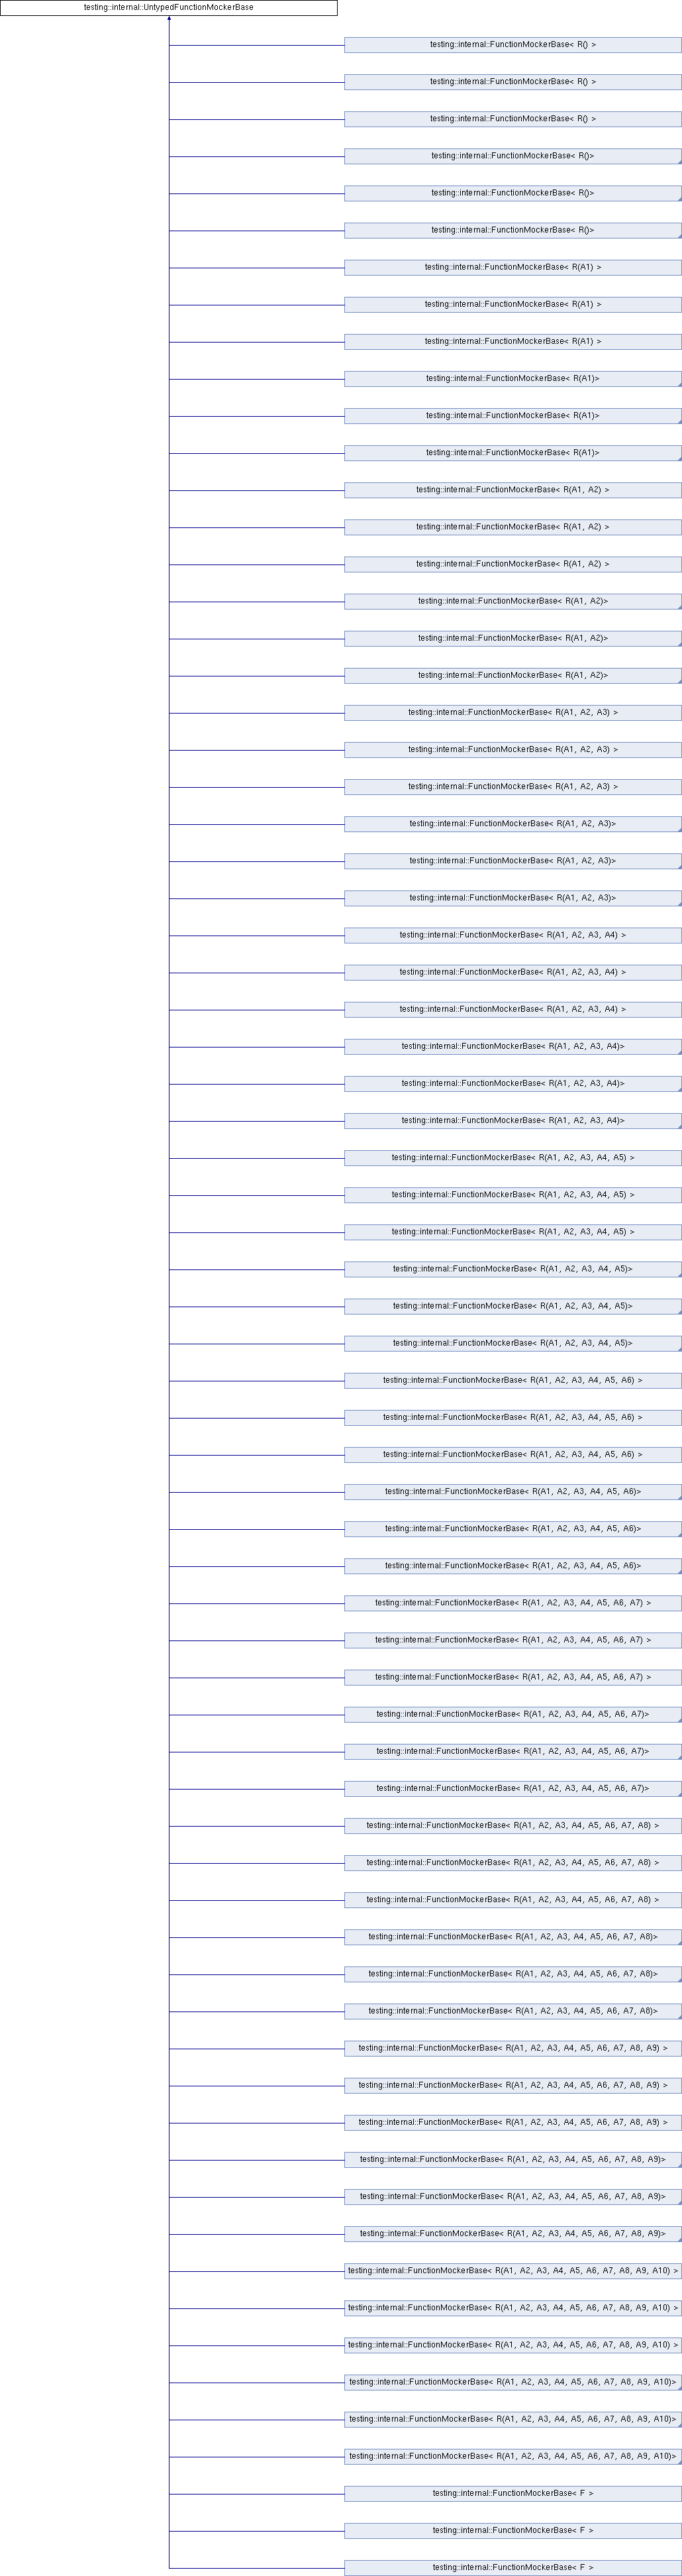 testing::internal::UntypedFunctionMockerBase
testing::internal::FunctionMockerBase< R() >
testing::internal::FunctionMockerBase< R() >
testing::internal::FunctionMockerBase< R() >
testing::internal::FunctionMockerBase< R()>
testing::internal::FunctionMockerBase< R()>
testing::internal::FunctionMockerBase< R()>
testing::internal::FunctionMockerBase< R(A1) >
testing::internal::FunctionMockerBase< R(A1) >
testing::internal::FunctionMockerBase< R(A1) >
testing::internal::FunctionMockerBase< R(A1)>
testing::internal::FunctionMockerBase< R(A1)>
testing::internal::FunctionMockerBase< R(A1)>
testing::internal::FunctionMockerBase< R(A1, A2) >
testing::internal::FunctionMockerBase< R(A1, A2) >
testing::internal::FunctionMockerBase< R(A1, A2) >
testing::internal::FunctionMockerBase< R(A1, A2)>
testing::internal::FunctionMockerBase< R(A1, A2)>
testing::internal::FunctionMockerBase< R(A1, A2)>
testing::internal::FunctionMockerBase< R(A1, A2, A3) >
testing::internal::FunctionMockerBase< R(A1, A2, A3) >
testing::internal::FunctionMockerBase< R(A1, A2, A3) >
testing::internal::FunctionMockerBase< R(A1, A2, A3)>
testing::internal::FunctionMockerBase< R(A1, A2, A3)>
testing::internal::FunctionMockerBase< R(A1, A2, A3)>
testing::internal::FunctionMockerBase< R(A1, A2, A3, A4) >
testing::internal::FunctionMockerBase< R(A1, A2, A3, A4) >
testing::internal::FunctionMockerBase< R(A1, A2, A3, A4) >
testing::internal::FunctionMockerBase< R(A1, A2, A3, A4)>
testing::internal::FunctionMockerBase< R(A1, A2, A3, A4)>
testing::internal::FunctionMockerBase< R(A1, A2, A3, A4)>
testing::internal::FunctionMockerBase< R(A1, A2, A3, A4, A5) >
testing::internal::FunctionMockerBase< R(A1, A2, A3, A4, A5) >
testing::internal::FunctionMockerBase< R(A1, A2, A3, A4, A5) >
testing::internal::FunctionMockerBase< R(A1, A2, A3, A4, A5)>
testing::internal::FunctionMockerBase< R(A1, A2, A3, A4, A5)>
testing::internal::FunctionMockerBase< R(A1, A2, A3, A4, A5)>
testing::internal::FunctionMockerBase< R(A1, A2, A3, A4, A5, A6) >
testing::internal::FunctionMockerBase< R(A1, A2, A3, A4, A5, A6) >
testing::internal::FunctionMockerBase< R(A1, A2, A3, A4, A5, A6) >
testing::internal::FunctionMockerBase< R(A1, A2, A3, A4, A5, A6)>
testing::internal::FunctionMockerBase< R(A1, A2, A3, A4, A5, A6)>
testing::internal::FunctionMockerBase< R(A1, A2, A3, A4, A5, A6)>
testing::internal::FunctionMockerBase< R(A1, A2, A3, A4, A5, A6, A7) >
testing::internal::FunctionMockerBase< R(A1, A2, A3, A4, A5, A6, A7) >
testing::internal::FunctionMockerBase< R(A1, A2, A3, A4, A5, A6, A7) >
testing::internal::FunctionMockerBase< R(A1, A2, A3, A4, A5, A6, A7)>
testing::internal::FunctionMockerBase< R(A1, A2, A3, A4, A5, A6, A7)>
testing::internal::FunctionMockerBase< R(A1, A2, A3, A4, A5, A6, A7)>
testing::internal::FunctionMockerBase< R(A1, A2, A3, A4, A5, A6, A7, A8) >
testing::internal::FunctionMockerBase< R(A1, A2, A3, A4, A5, A6, A7, A8) >
testing::internal::FunctionMockerBase< R(A1, A2, A3, A4, A5, A6, A7, A8) >
testing::internal::FunctionMockerBase< R(A1, A2, A3, A4, A5, A6, A7, A8)>
testing::internal::FunctionMockerBase< R(A1, A2, A3, A4, A5, A6, A7, A8)>
testing::internal::FunctionMockerBase< R(A1, A2, A3, A4, A5, A6, A7, A8)>
testing::internal::FunctionMockerBase< R(A1, A2, A3, A4, A5, A6, A7, A8, A9) >
testing::internal::FunctionMockerBase< R(A1, A2, A3, A4, A5, A6, A7, A8, A9) >
testing::internal::FunctionMockerBase< R(A1, A2, A3, A4, A5, A6, A7, A8, A9) >
testing::internal::FunctionMockerBase< R(A1, A2, A3, A4, A5, A6, A7, A8, A9)>
testing::internal::FunctionMockerBase< R(A1, A2, A3, A4, A5, A6, A7, A8, A9)>
testing::internal::FunctionMockerBase< R(A1, A2, A3, A4, A5, A6, A7, A8, A9)>
testing::internal::FunctionMockerBase< R(A1, A2, A3, A4, A5, A6, A7, A8, A9, A10) >
testing::internal::FunctionMockerBase< R(A1, A2, A3, A4, A5, A6, A7, A8, A9, A10) >
testing::internal::FunctionMockerBase< R(A1, A2, A3, A4, A5, A6, A7, A8, A9, A10) >
testing::internal::FunctionMockerBase< R(A1, A2, A3, A4, A5, A6, A7, A8, A9, A10)>
testing::internal::FunctionMockerBase< R(A1, A2, A3, A4, A5, A6, A7, A8, A9, A10)>
testing::internal::FunctionMockerBase< R(A1, A2, A3, A4, A5, A6, A7, A8, A9, A10)>
testing::internal::FunctionMockerBase< F >
testing::internal::FunctionMockerBase< F >
testing::internal::FunctionMockerBase< F >